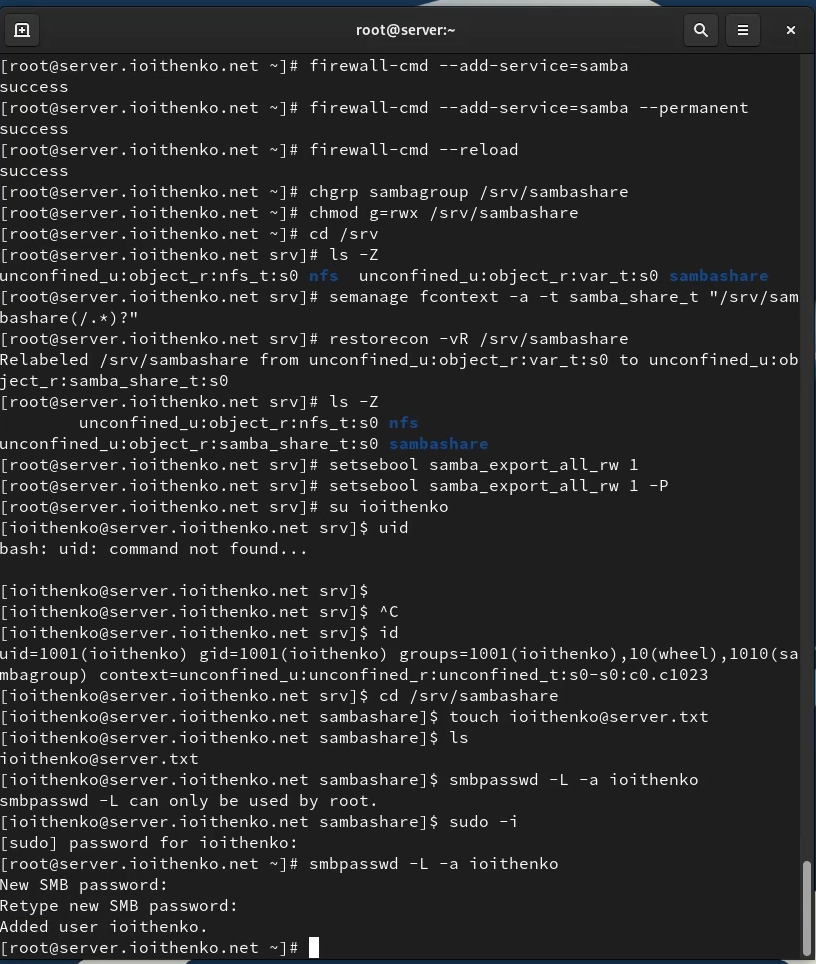 root@server:~
[root@server.ioithenko.net ~]# firewall-cmd --add-service=samba
success
[root@server.ioithenko.net ~]# firewall-cmd --add-service=samba --permanent
success
[root@server.ioithenko.net ~]# firewall-cmd --reload
success
[root@server.ioithenko.net ~]# chgrp sambagroup /srv/sambashare
[root@server.ioithenko.net ~]# chmod g=rwx /srv/sambashare
[root@server.ioithenko.net ~]# cd /srv
[root@server.ioithenko.net srv]# ls -Z
unconfined_u:object_r:nfs_t:s0 nfs  unconfined_u:object_r:var_t:s0 sambashare
[root@server.ioithenko.net srv]# semanage fcontext -a -t samba_share_t "/srv/sam
bashare(/.*)?"
[root@server.ioithenko.net srv]# restorecon -vR /srv/sambashare
Relabeled /srv/sambashare from unconfined_u:object_r:var_t:s0 to unconfined_u:ob
ject_r:samba_share_t:s0
[root@server.ioithenko.net srv]# ls -Z
        unconfined_u:object_r:nfs_t:s0 nfs
unconfined_u:object_r:samba_share_t:s0 sambashare
[root@server.ioithenko.net srv]# setsebool samba_export_all_rw 1
[root@server.ioithenko.net srv]# setsebool samba_export_all_rw 1 -P
[root@server.ioithenko.net srv]# su ioithenko
[ioithenko@server.ioithenko.net srv]$ uid
bash: uid: command not found...
[ioithenko@server.ioithenko.net srv]$
[ioithenko@server.ioithenko.net srv]$ ^C
[ioithenko@server.ioithenko.net srv]$ id
uid=1001(ioithenko) gid=1001(ioithenko) groups=1001(ioithenko),10(wheel),1010(sa
mbagroup) context=unconfined_u:unconfined_r:unconfined_t:s0-s0:c0.c1023
[ioithenko@server.ioithenko.net srv]$ cd /srv/sambashare
[ioithenko@server.ioithenko.net sambashare]$ touch ioithenko@server.txt
[ioithenko@server.ioithenko.net sambashare]$ ls
ioithenko@server.txt
[ioithenko@server.ioithenko.net sambashare]$ smbpasswd -L -a ioithenko
smbpasswd -L can only be used by root.
[ioithenko@server.ioithenko.net sambashare]$ sudo -i
[sudo] password for ioithenko:
[root@server.ioithenko.net ~]# smbpasswd -L -a ioithenko
New SMB password:
Retype new SMB password:
Added user ioithenko.
[root@server.ioithenko.net ~]#